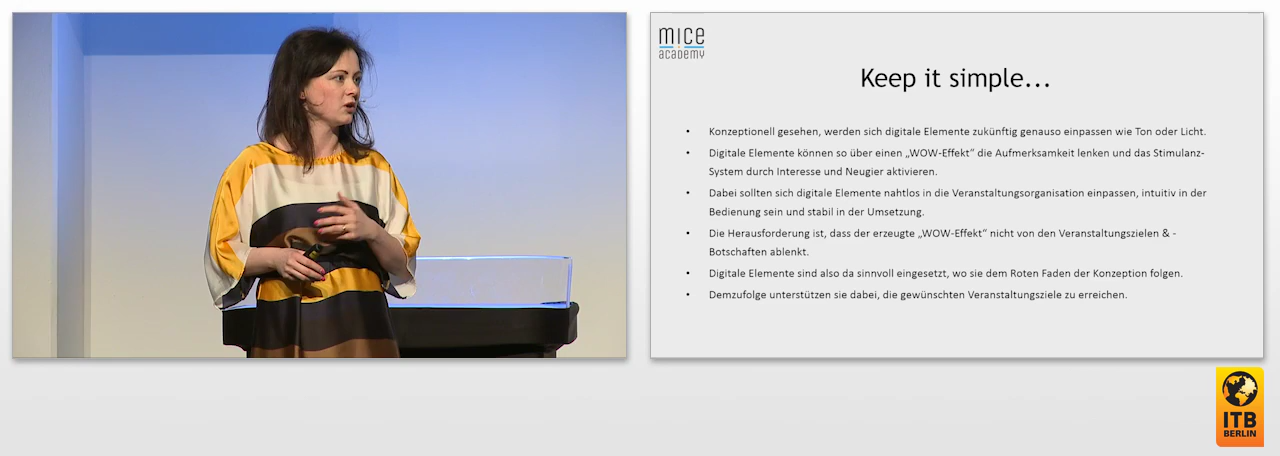 mice
academy
Keep it simple...
• Konzeptionell gesehen, werden sich digitale Elemente zukünftig genauso einpassen wie Ton oder Licht.
• Digitale Elemente können so über einen „WOW-Effekt“ die Aufmerksamkeit lenken und das Stimulanz-
System durch Interesse und Neugier aktivieren.
• Dabei sollten sich digitale Elemente nahtlos in die Veranstaltungsorganisation einpassen, intuitiv in der
Bedienung sein und stabil in der Umsetzung.
• Die Herausforderung ist, dass der erzeugte „WOW-Effekt“ nicht von den Veranstaltungszielen & -
Botschaften ablenkt.
• Digitale Elemente sind also da sinnvoll eingesetzt, wo sie dem Roten Faden der Konzeption folgen.
• Demzufolge unterstützen sie dabei, die gewünschten Veranstaltungsziele zu erreichen.
ITB
BERLIN